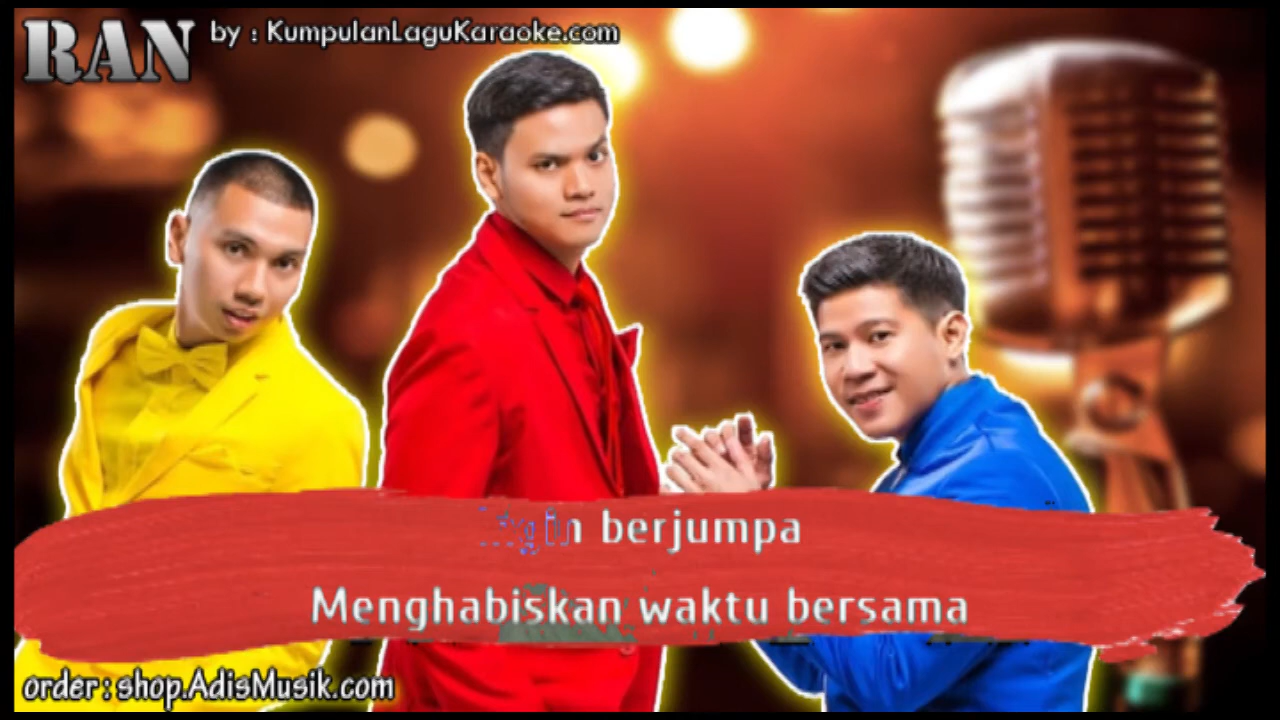 RAN by : KumpulanLaguKaraoke.com
berjumpa
Menghabiskan waktu bersama
order : shop.AdisMusik.com